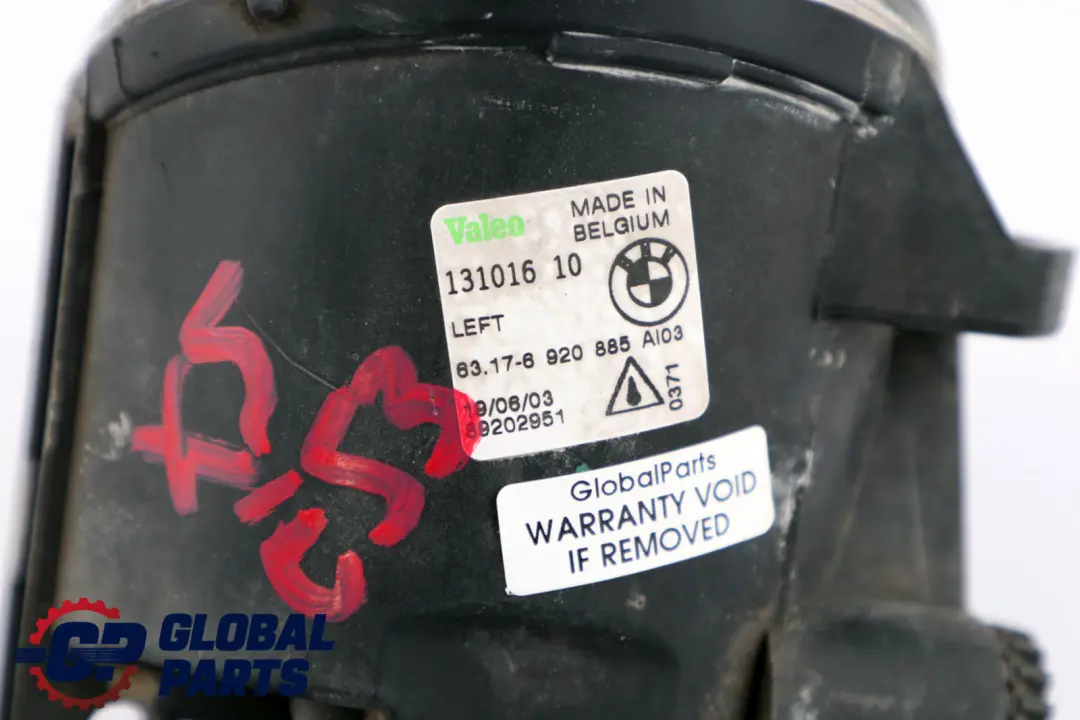 Valeo
MADE IN
BELGIUM
131016 10
LEFT
63.17-6 920 885 AI03
19/06/03
89202951
0371
GlobalParts
WARRANTY VOID
IF REMOVED
GP GLOBAL
PARTS